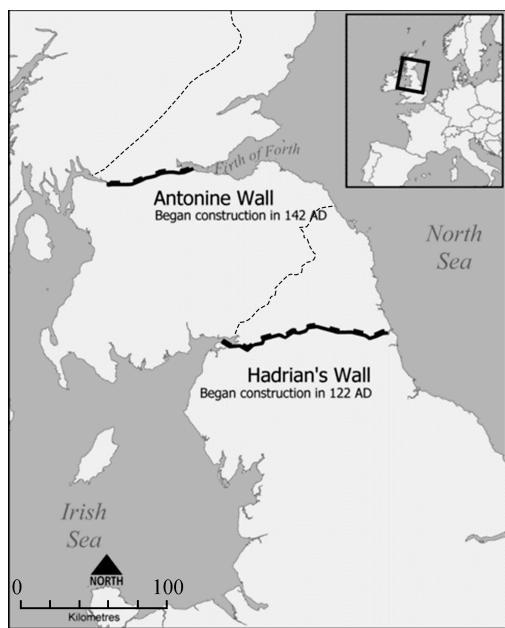 Firth of Forth
Antonine Wall
Began construction in 142 AD
North
Sea
Hadrian's Wall
Began construction in 122 AD
Irish
Sea
NORTH
0 100
Kilometres